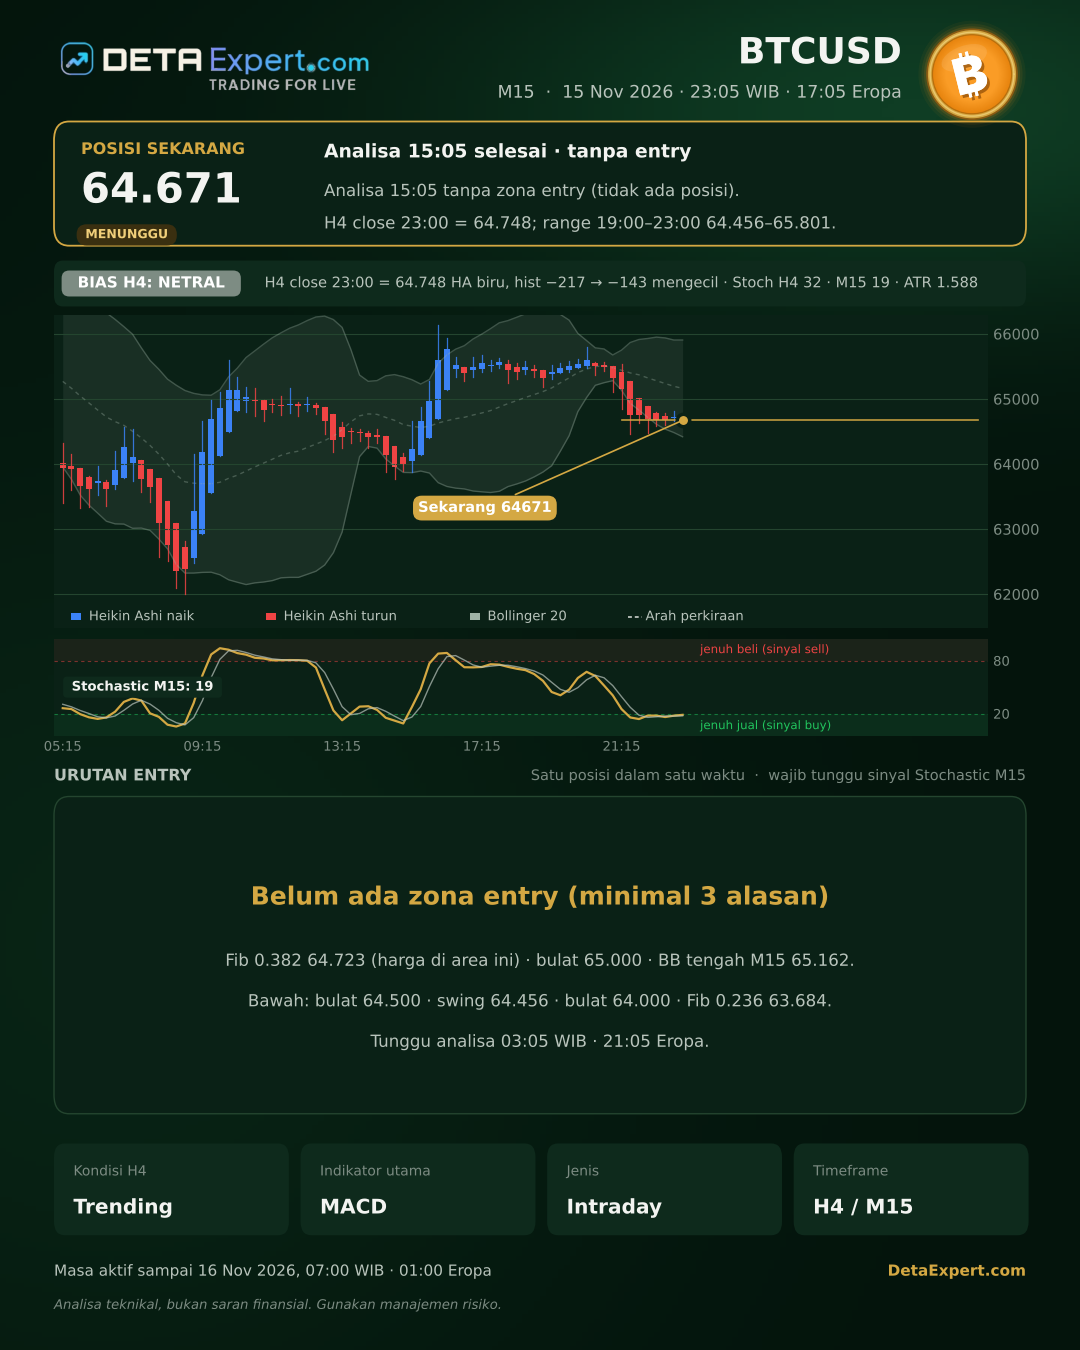 DETA Expert.com
TRADING FOR LIVE
BTCUSD
M15 · 15 Nov 2026 · 23:05 WIB · 17:05 Eropa
POSISI SEKARANG
64.671
MENUNGGU
Analisa 15:05 selesai · tanpa entry
Analisa 15:05 tanpa zona entry (tidak ada posisi).
H4 close 23:00 = 64.748; range 19:00–23:00 64.456–65.801.
BIAS H4: NETRAL
H4 close 23:00 = 64.748 HA biru, hist −217 → −143 mengecil · Stoch H4 32 · M15 19 · ATR 1.588
66000
65000
64000
63000
62000
Sekarang 64671
Heikin Ashi naik
Heikin Ashi turun
Bollinger 20
Arah perkiraan
jenuh beli (sinyal sell)
80
Stochastic M15: 19
20
jenuh jual (sinyal buy)
05:15
09:15
13:15
17:15
21:15
URUTAN ENTRY
Satu posisi dalam satu waktu · wajib tunggu sinyal Stochastic M15
Belum ada zona entry (minimal 3 alasan)
Fib 0.382 64.723 (harga di area ini) · bulat 65.000 · BB tengah M15 65.162.
Bawah: bulat 64.500 · swing 64.456 · bulat 64.000 · Fib 0.236 63.684.
Tunggu analisa 03:05 WIB · 21:05 Eropa.
Kondisi H4
Trending
Indikator utama
MACD
Jenis
Intraday
Timeframe
H4 / M15
Masa aktif sampai 16 Nov 2026, 07:00 WIB · 01:00 Eropa
DetaExpert.com
Analisa teknikal, bukan saran finansial. Gunakan manajemen risiko.